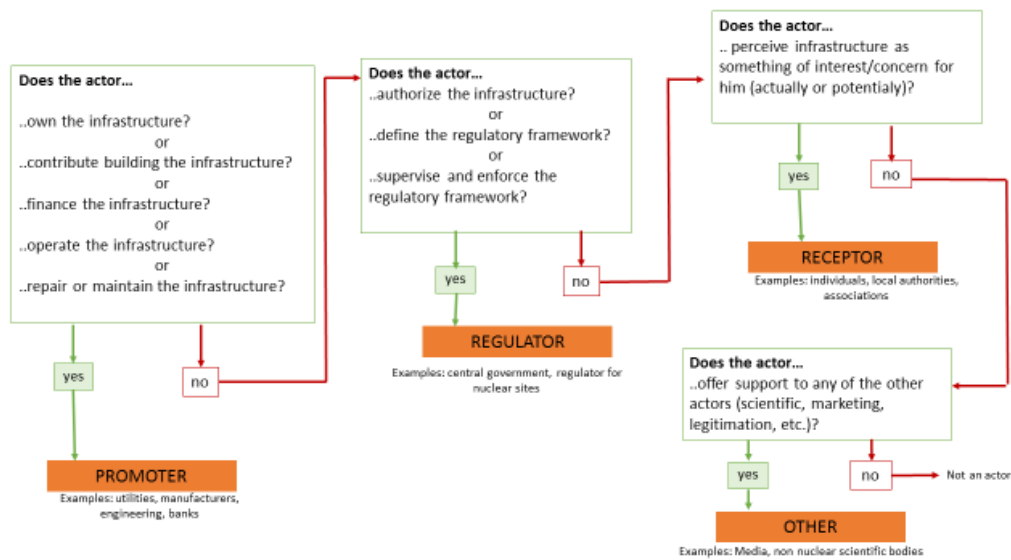 Does the actor...
..own the infrastructure?
or
..contribute building the infrastructure?
or
..finance the infrastructure?
or
..operate the infrastructure?
or
..repair or maintain the infrastructure?
yes
no
PROMOTER
Examples: utilities, manufacturers,
engineering, banks
Does the actor...
..authorize the infrastructure?
or
..define the regulatory framework?
or
..supervise and enforce the
regulatory framework?
yes
no
REGULATOR
Examples: central government, regulator for
nuclear sites
Does the actor...
.. perceive infrastructure as
something of interest/concern for
him (actually or potentialy)?
yes
no
RECEPTOR
Examples: individuals, local authorities,
associations
Does the actor...
..offer support to any of the other
actors (scientific, marketing,
legitimation, etc.)?
yes
no
Not an actor
OTHER
Examples: Media, non nuclear scientific bodies